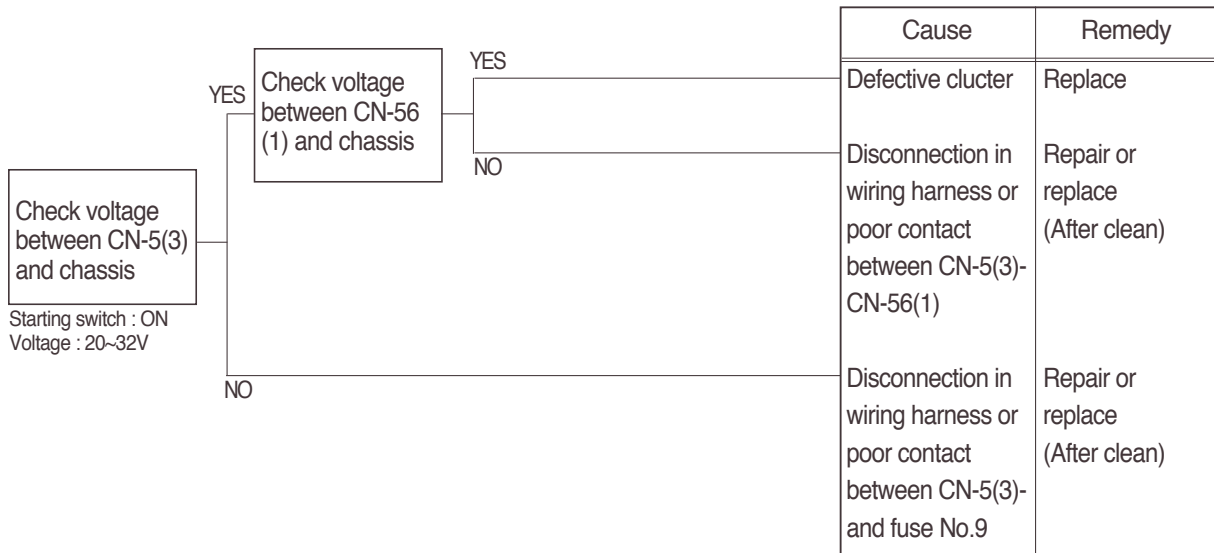 Cause
Remedy
YES
Check voltage
between CN-56
(1) and chassis
YES
Defective clucter
Replace
NO
Disconnection in
wiring harness or
poor contact
between CN-5(3)-
CN-56(1)
Repair or
replace
(After clean)
Check voltage
between CN-5(3)
and chassis
Starting switch : ON
Voltage : 20~32V
NO
Disconnection in
wiring harness or
poor contact
between CN-5(3)-
and fuse No.9
Repair or
replace
(After clean)